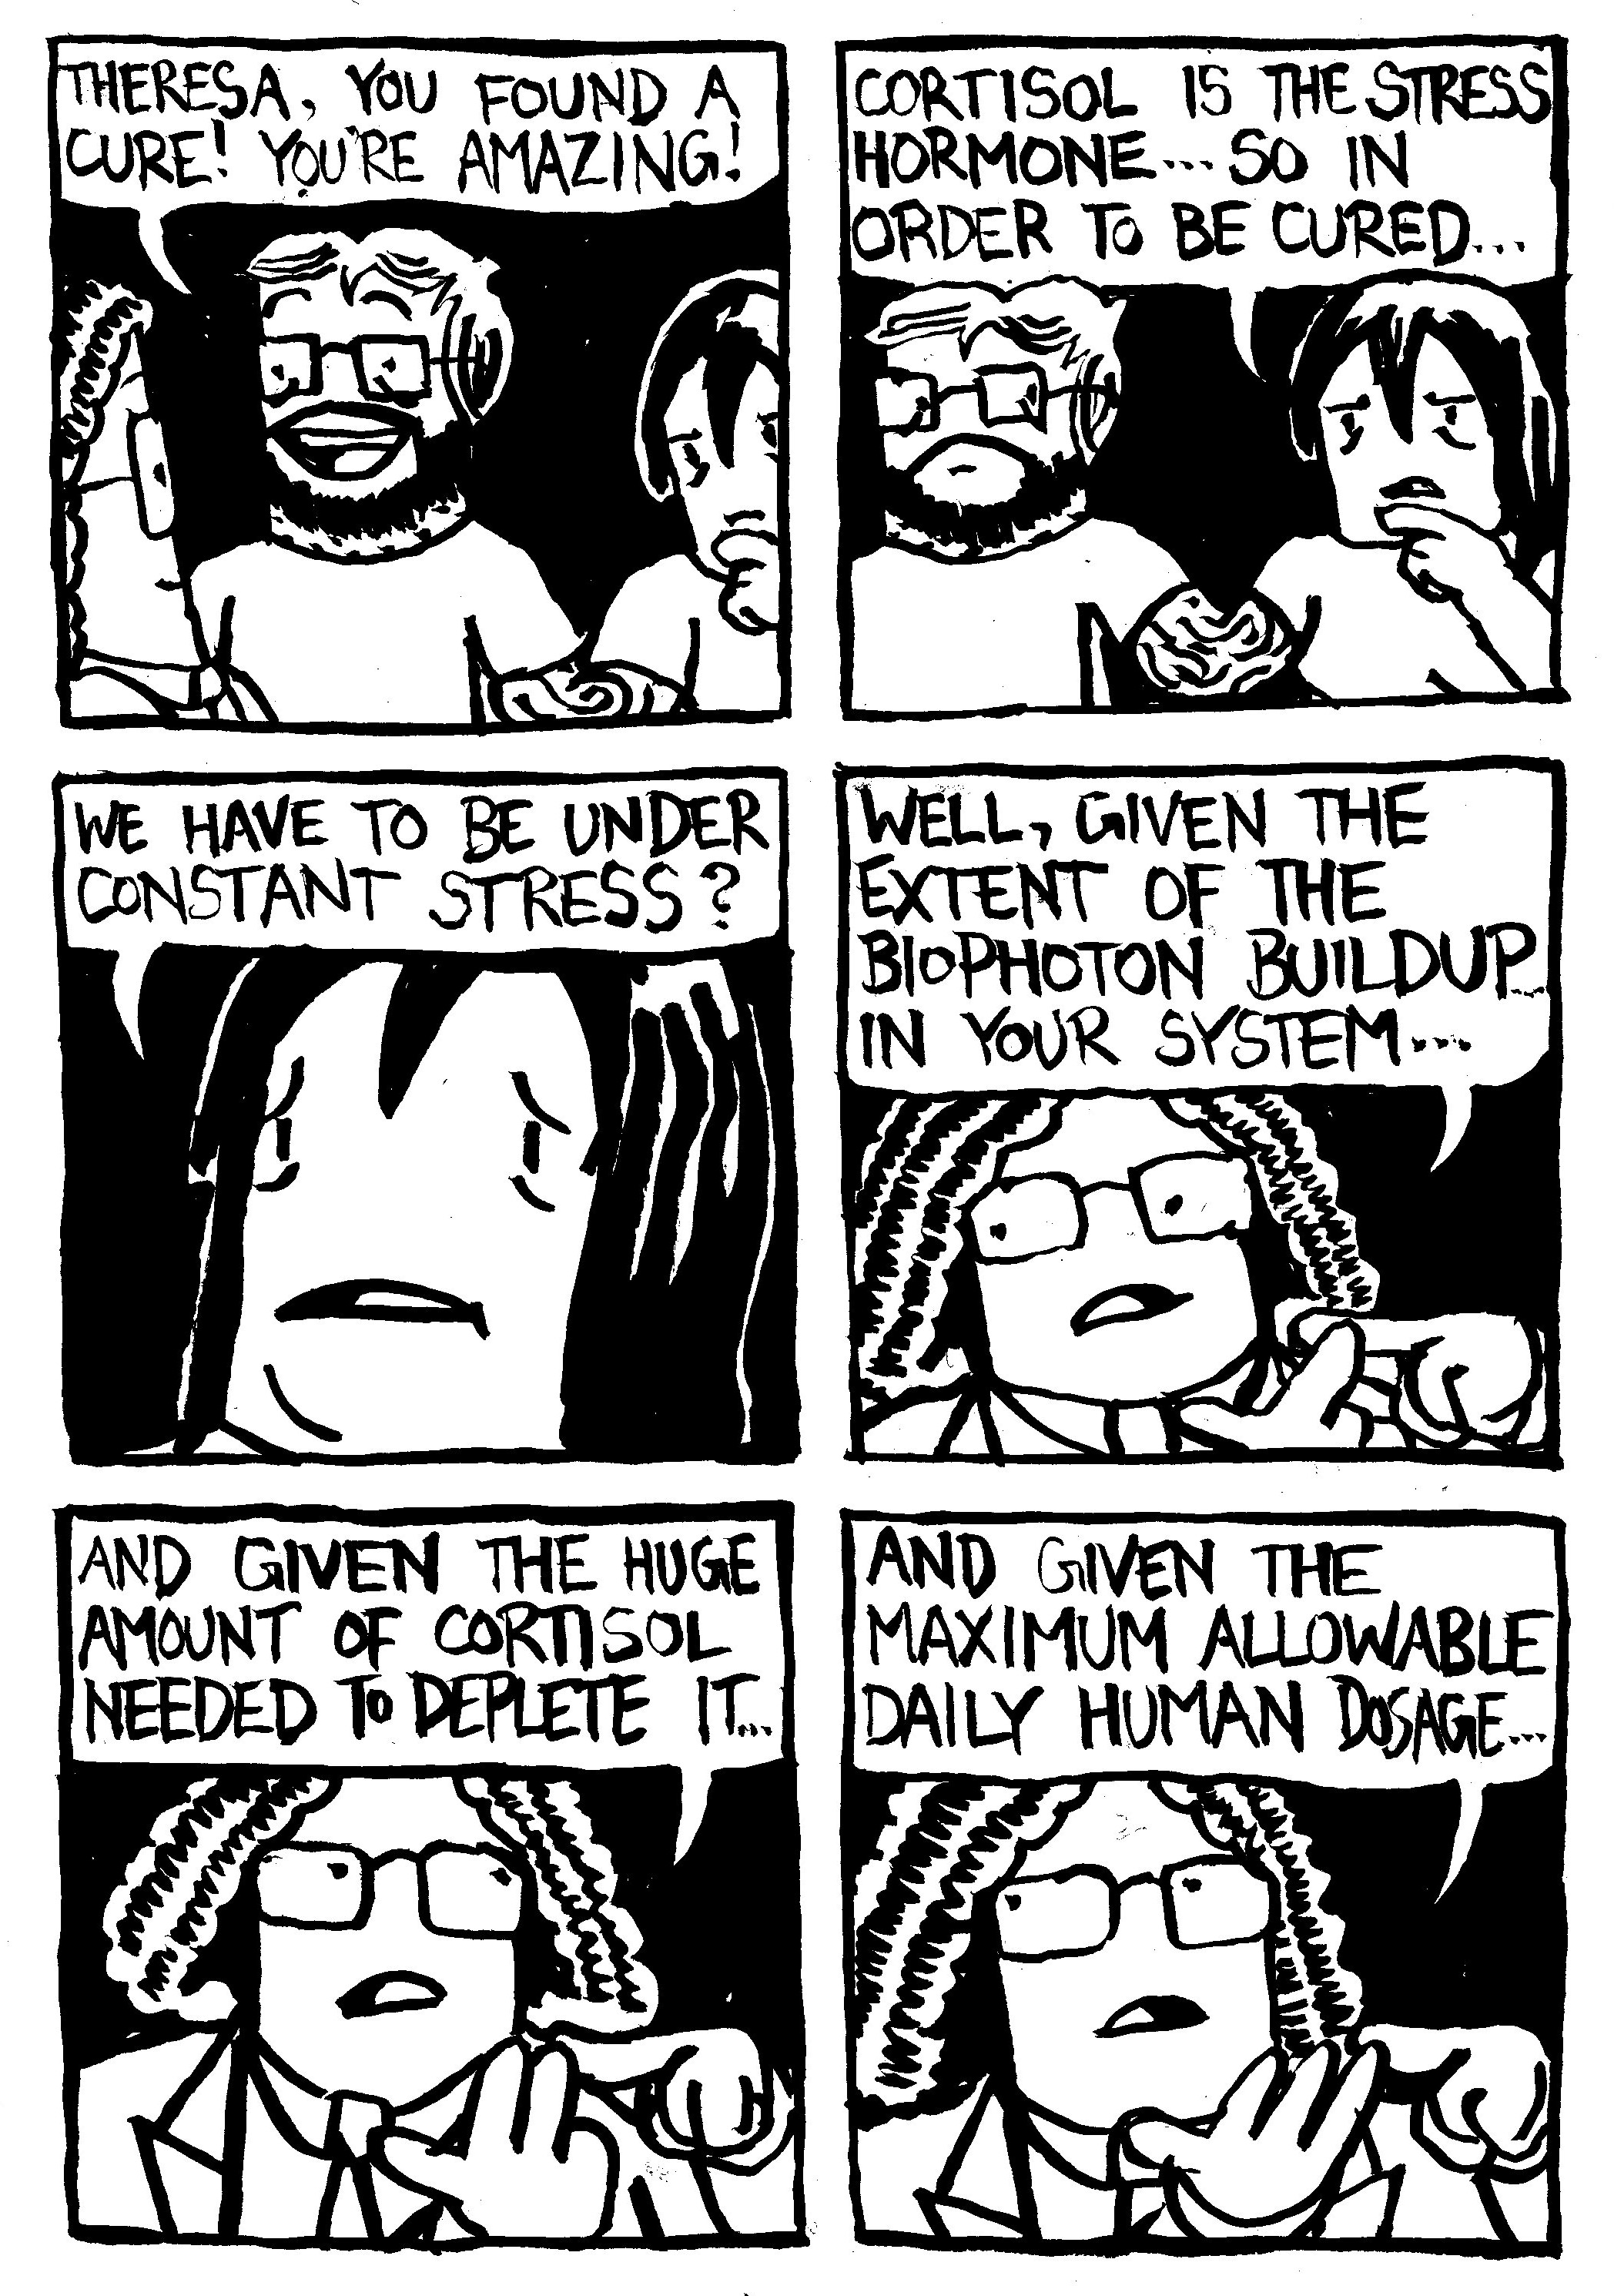 THERESA, YOU FOUND A
CURE! YOU'RE AMAZING!
CORTISOL IS THE STRESS
HORMONE... SO IN
ORDER TO BE CURED...
WE HAVE TO BE UNDER
CONSTANT STRESS?
WELL, GIVEN THE
EXTENT OF THE
BIOPHOTON BUILDUP...
IN YOUR SYSTEM...
AND GIVEN THE HUGE
AMOUNT OF CORTISOL
NEEDED TO DEPLETE IT...
AND GIVEN THE
MAXIMUM ALLOWABLE
DAILY HUMAN DOSAGE...